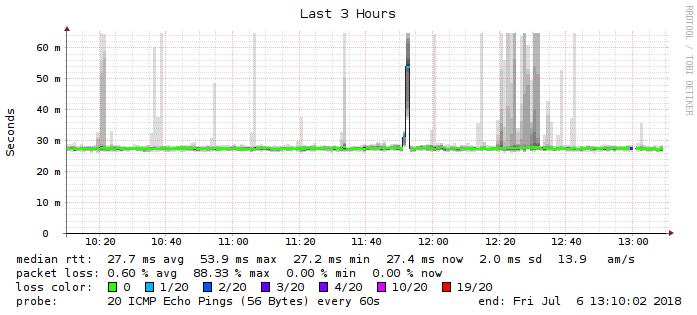 Last 3 Hours
RRDTOOL / TOBI OETIKER
Seconds
60 m
50 m
40 m
30 m
20 m
10 m
0
10:20 10:40 11:00 11:20 11:40 12:00 12:20 12:40 13:00
median rtt: 27.7 ms avg 53.9 ms max 27.2 ms min 27.4 ms now 2.0 ms sd 13.9 am/s
packet loss: 0.60 % avg 88.33 % max 0.00 % min 0.00 % now
loss color: 0 1/20 2/20 3/20 4/20 10/20 19/20
probe: 20 ICMP Echo Pings (56 Bytes) every 60s end: Fri Jul 6 13:10:02 2018